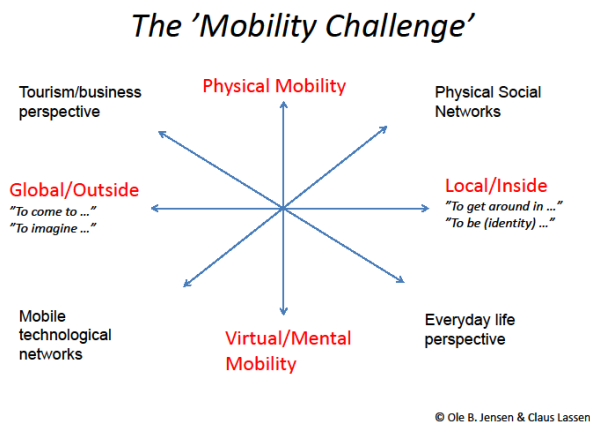 The ’Mobility Challenge’
Tourism/business
perspective
Physical Mobility
Physical Social
Networks
Global/Outside
”To come to ...”
”To imagine ...”
Local/Inside
”To get around in ...”
”To be (identity) ...”
Mobile
technological
networks
Virtual/Mental
Mobility
Everyday life
perspective
© Ole B. Jensen & Claus Lassen